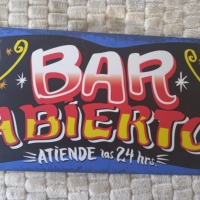 BAR
ABIERTO
ATIENDE las 24 hrs